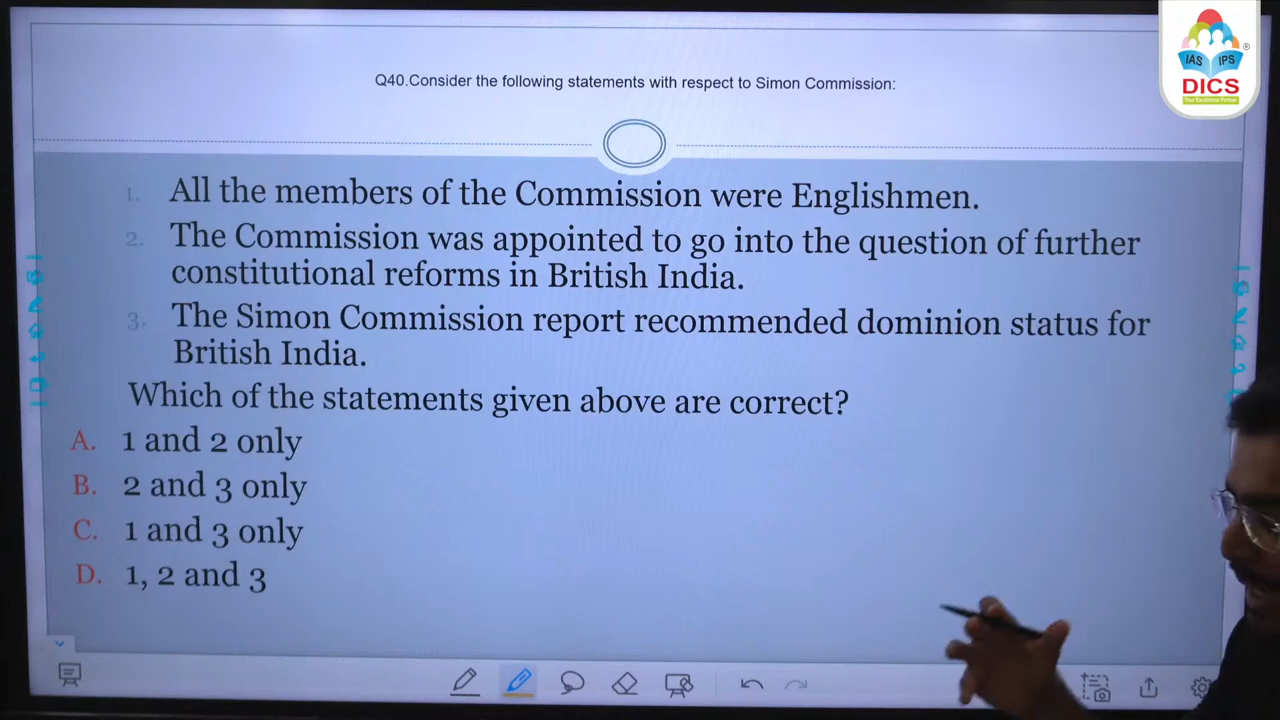 IAS IPS
DICS
Your Excellence Partner
Q40.Consider the following statements with respect to Simon Commission:
1. All the members of the Commission were Englishmen.
2. The Commission was appointed to go into the question of further
constitutional reforms in British India.
3. The Simon Commission report recommended dominion status for
British India.
Which of the statements given above are correct?
A. 1 and 2 only
B. 2 and 3 only
C. 1 and 3 only
D. 1, 2 and 3